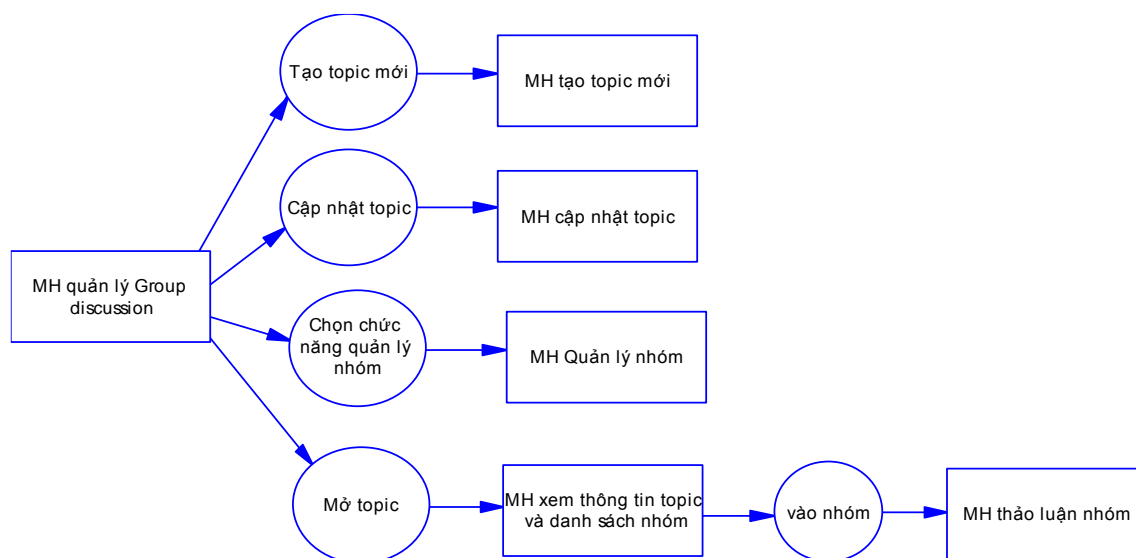 Tạo topic mới
MH tạo topic mới
Cập nhật topic
MH cập nhật topic
MH quản lý Group
discussion
Chọn chức
năng quản lý
nhóm
MH Quản lý nhóm
Mở topic
MH xem thông tin topic
và danh sách nhóm
vào nhóm
MH thảo luận nhóm